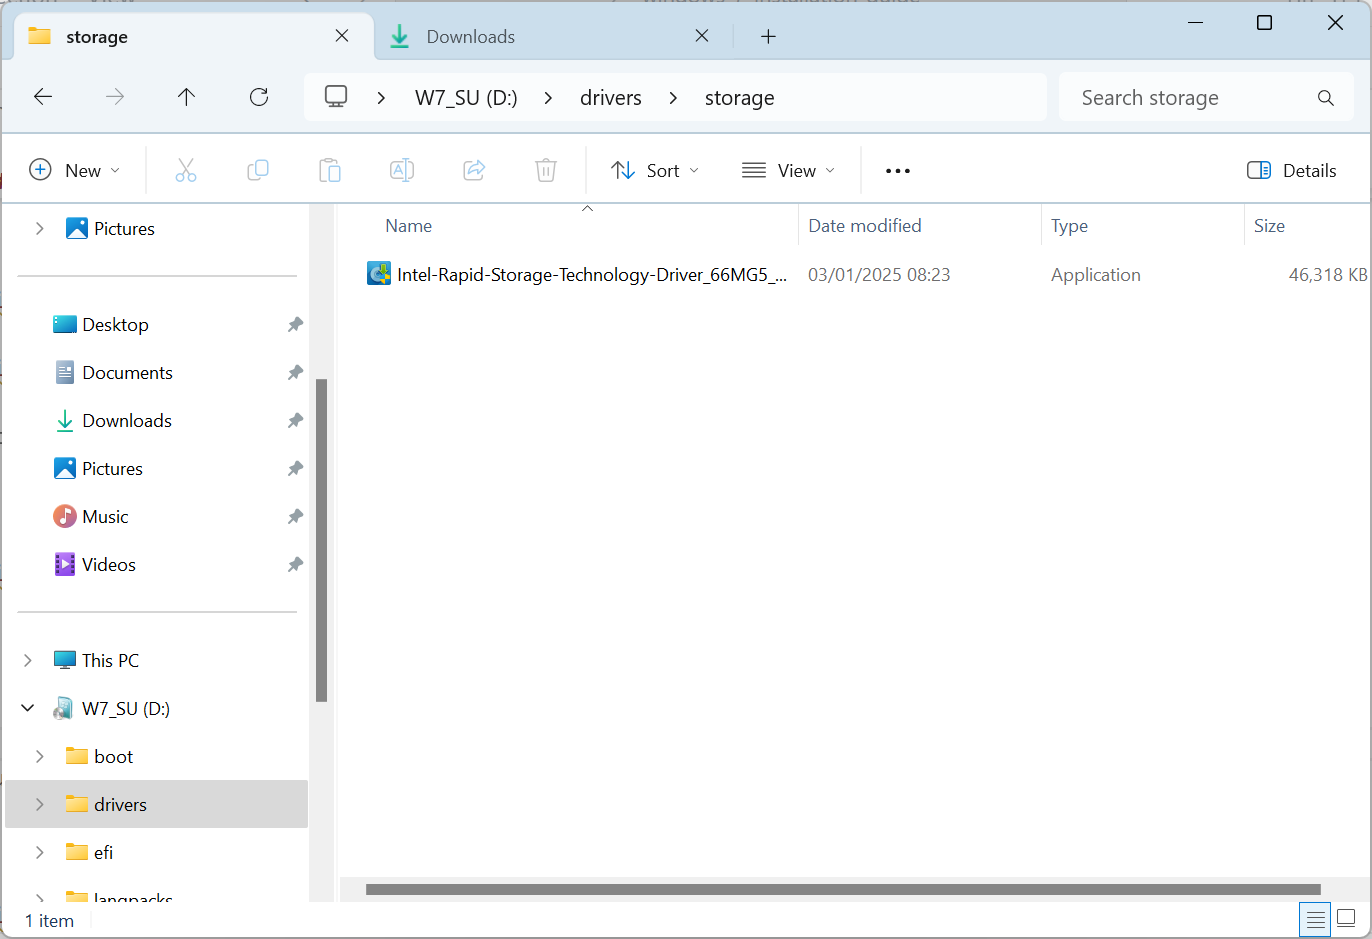 storage
Downloads
W7_SU (D:)
drivers
storage
Search storage
New
Sort
View
Details
Pictures
Desktop
Documents
Downloads
Pictures
Music
Videos
This PC
W7_SU (D:)
boot
drivers
efi
langpacks
Name
Date modified
Type
Size
Intel-Rapid-Storage-Technology-Driver_66MG5_...
03/01/2025 08:23
Application
46,318 KB
1 item